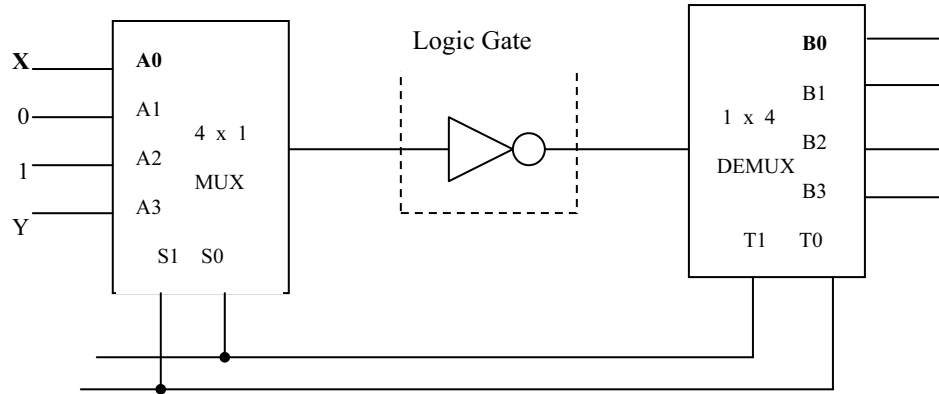 Logic Gate
X
0
1
Y
A0
A1
A2
A3
4 x 1
MUX
S1 S0
B0
B1
B2
B3
1 x 4
DEMUX
T1 T0